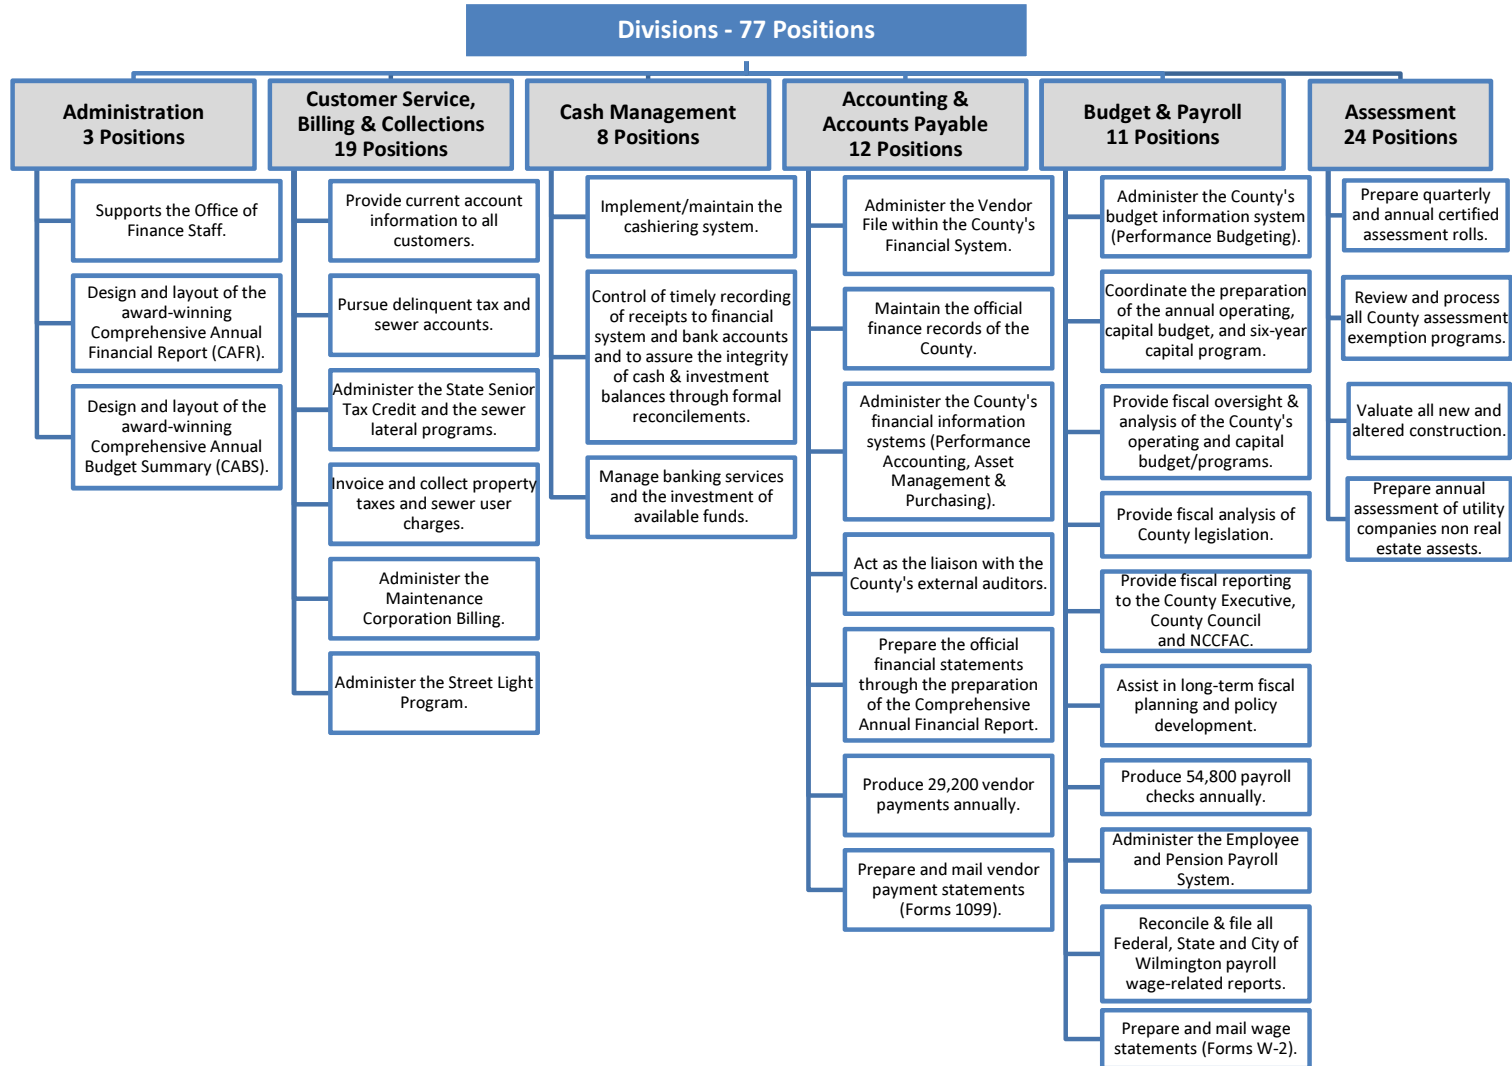 Divisions - 77 Positions
Administration
3 Positions
Supports the Office of
Finance Staff.
Design and layout of the
award-winning
Comprehensive Annual
Financial Report (CAFR).
Design and layout of the
award-winning
Comprehensive Annual
Budget Summary (CABS).
Customer Service,
Billing & Collections
19 Positions
Provide current account
information to all
customers.
Pursue delinquent tax and
sewer accounts.
Administer the State Senior
Tax Credit and the sewer
lateral programs.
Invoice and collect property
taxes and sewer user
charges.
Administer the
Maintenance
Corporation Billing.
Administer the Street Light
Program.
Cash Management
8 Positions
Implement/maintain the
cashiering system.
Control of timely recording
of receipts to financial
system and bank accounts
and to assure the integrity
of cash & investment
balances through formal
reconcilements.
Manage banking services
and the investment of
available funds.
Accounting &
Accounts Payable
12 Positions
Administer the Vendor
File within the County's
Financial System.
Maintain the official
finance records of the
County.
Administer the County's
financial information
systems (Performance
Accounting, Asset
Management &
Purchasing).
Act as the liaison with the
County's external auditors.
Prepare the official
financial statements
through the preparation
of the Comprehensive
Annual Financial Report.
Produce 29,200 vendor
payments annually.
Prepare and mail vendor
payment statements
(Forms 1099).
Budget & Payroll
11 Positions
Administer the County's
budget information system
(Performance Budgeting).
Coordinate the preparation
of the annual operating,
capital budget, and six-year
capital program.
Provide fiscal oversight &
analysis of the County's
operating and capital
budget/programs.
Provide fiscal analysis of
County legislation.
Provide fiscal reporting
to the County Executive,
County Council
and NCCFAC.
Assist in long-term fiscal
planning and policy
development.
Produce 54,800 payroll
checks annually.
Administer the Employee
and Pension Payroll
System.
Reconcile & file all
Federal, State and City of
Wilmington payroll
wage-related reports.
Prepare and mail wage
statements (Forms W-2).
Assessment
24 Positions
Prepare quarterly
and annual certified
assessment rolls.
Review and process
all County assessment
exemption programs.
Valuate all new and
altered construction.
Prepare annual
assessment of utility
companies non real
estate assests.